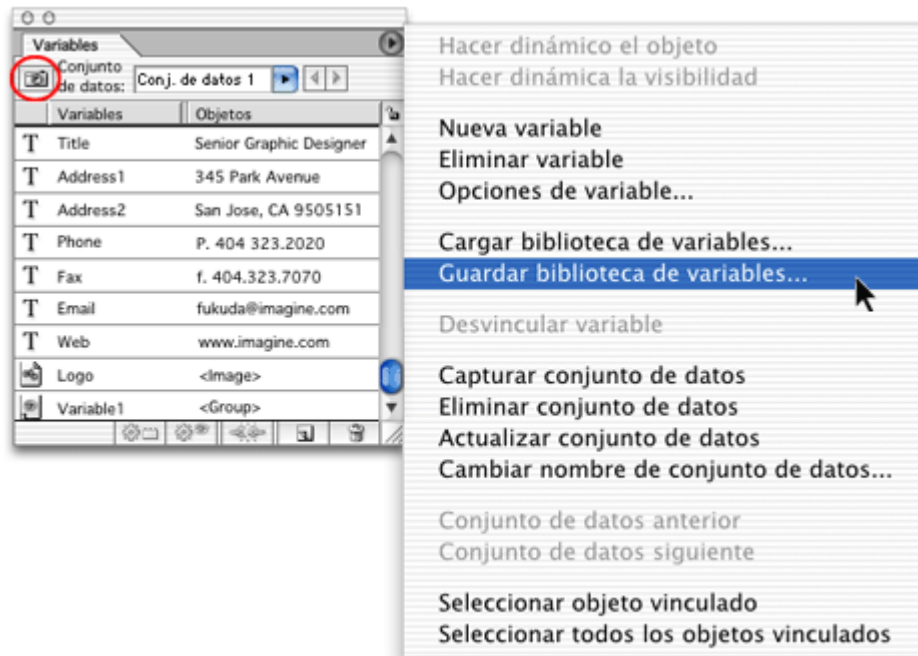 Variables
Conjunto
de datos: Conj. de datos 1
Variables Objetos
T Title Senior Graphic Designer
T Address1 345 Park Avenue
T Address2 San Jose, CA 9505151
T Phone P. 404 323.2020
T Fax f. 404.323.7070
T Email fukuda@imagine.com
T Web www.imagine.com
Logo <Image>
Variable1 <Group>
Hacer dinámico el objeto
Hacer dinámica la visibilidad
Nueva variable
Eliminar variable
Opciones de variable...
Cargar biblioteca de variables...
Guardar biblioteca de variables...
Desvincular variable
Capturar conjunto de datos
Eliminar conjunto de datos
Actualizar conjunto de datos
Cambiar nombre de conjunto de datos...
Conjunto de datos anterior
Conjunto de datos siguiente
Seleccionar objeto vinculado
Seleccionar todos los objetos vinculados